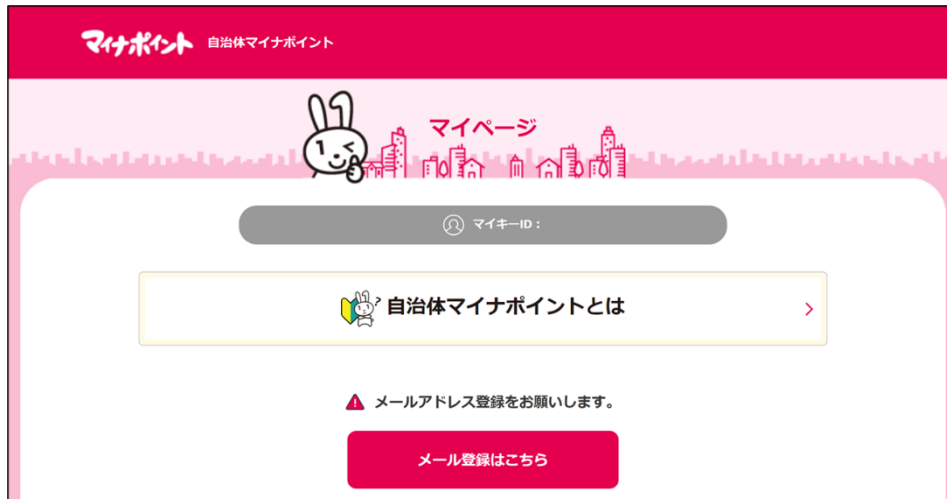 マイナポイント 自治体マイナポイント
マイページ
マイキーID：
自治体マイナポイントとは
メールアドレス登録をお願いします。
メール登録はこちら